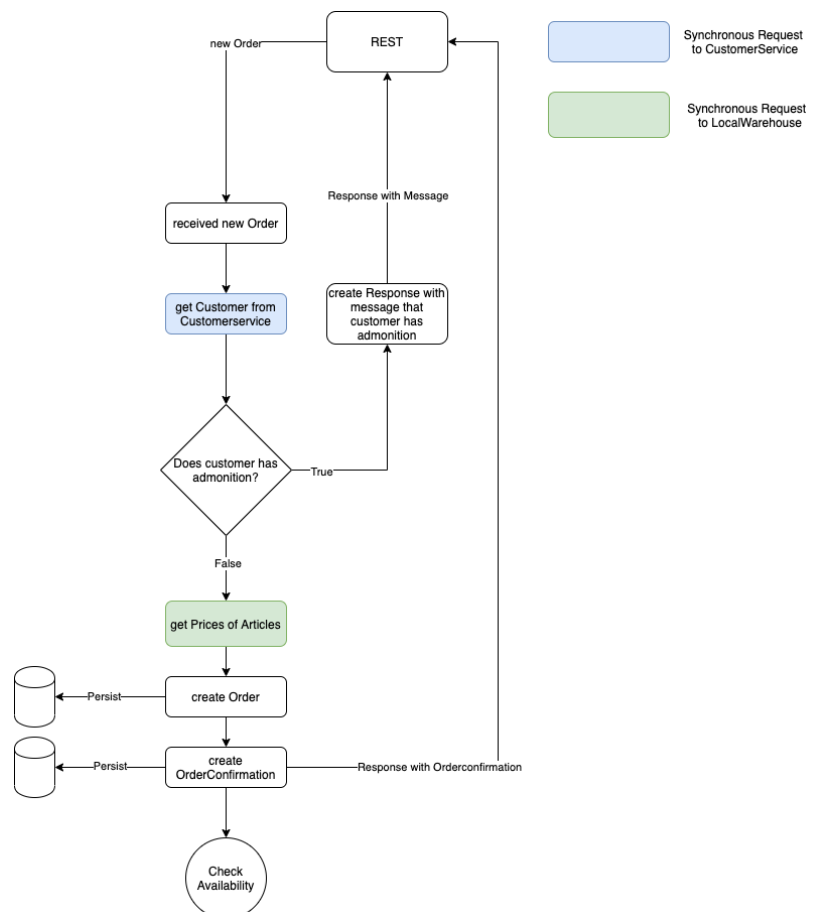 REST
Synchronous Request
to CustomerService
new Order
Synchronous Request
to LocalWarehouse
Response with Message
received new Order
get Customer from
Customerservice
create Response with
message that
customer has
admonition
Does customer has
admonition?
True
False
get Prices of Articles
Persist
create Order
Persist
create
OrderConfirmation
Response with Orderconfirmation
Check
Availability